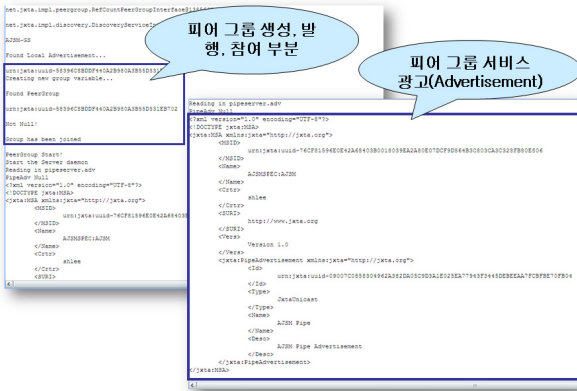 net.jxta.impl.peergroup.RefCountPeerGroupInterface
net.jxta.impl.discovery.DiscoveryServiceIn
AJSM-GS
Found Local Advertisement...
Creating new group variable...
Found PeerGroup
Not Null!
Group has been joined
PeerGroup Start!
Start the Server daemon
Reading in pipeserver.adv
PipeAdv Null
<?xml version="1.0" encoding="UTF-8"?>
<!DOCTYPE jxta:MSA>
<jxta:MSA xmlns:jxta="http://jxta.org">
<MSID>
</MSID>
<Name>
AJSMSPEC:AJSM
</Name>
<Crtr>
shlee
</Crtr>
<SURI>
피어 그룹 생성, 발
행, 참여 부분
피어 그룹 서비스
광고(Advertisement)
Reading in pipeserver.adv
PipeAdv Null
<?xml version="1.0" encoding="UTF-8"?>
<!DOCTYPE jxta:MSA>
<jxta:MSA xmlns:jxta="http://jxta.org">
<MSID>
</MSID>
<Name>
AJSMSPEC:AJSM
</Name>
<Crtr>
shlee
</Crtr>
<SURI>
http://www.jxta.org
</SURI>
<Vers>
Version 1.0
</Vers>
<jxta:PipeAdvertisement xmlns:jxta="http://jxta.org">
<Id>
</Id>
<Type>
JxtaUnicast
</Type>
<Name>
AJSM Pipe
</Name>
<Desc>
AJSM Pipe Advertisement
</Desc>
</jxta:PipeAdvertisement>
</jxta:MSA>